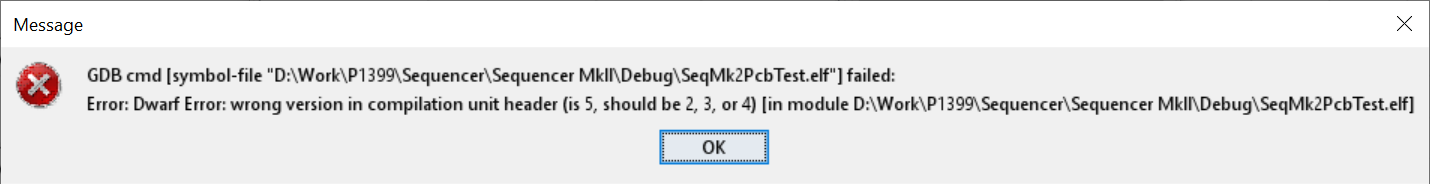 Message
GDB cmd [symbol-file "D:\Work\P1399\Sequencer\Sequencer MkII\Debug\SeqMk2PcbTest.elf"] failed:
Error: Dwarf Error: wrong version in compilation unit header (is 5, should be 2, 3, or 4) [in module D:\Work\P1399\Sequencer\Sequencer MkII\Debug\SeqMk2PcbTest.elf]
OK